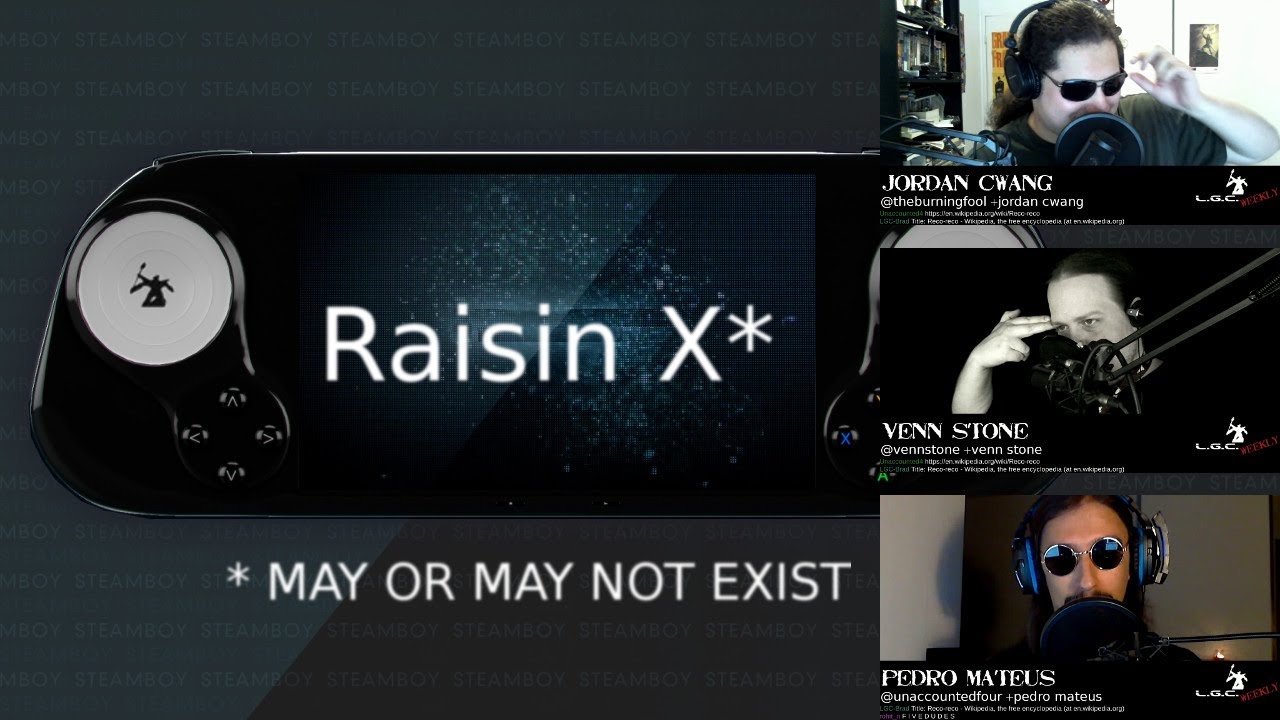 STEAMBOY STEAMBOY STEAMBOY STEAMBOY STEAMBOY STEAMBOY
Raisin X*
* MAY OR MAY NOT EXIST
X
A
JORDAN CWANG
@theburningfool +jordan cwang
L.G.C. WEEKLY
Unaccounted4 https://en.wikipedia.org/wiki/Reco-reco
LGC-Brad Title: Reco-reco - Wikipedia, the free encyclopedia (at en.wikipedia.org)
STEAMBOY
VENN STONE
@vennstone +venn stone
L.G.C. WEEKLY
Unaccounted4 https://en.wikipedia.org/wiki/Reco-reco
LGC-Brad Title: Reco-reco - Wikipedia, the free encyclopedia (at en.wikipedia.org)
PEDRO MATEUS
@unaccountedfour +pedro mateus
L.G.C. WEEKLY
LGC-Brad Title: Reco-reco - Wikipedia, the free encyclopedia (at en.wikipedia.org)
F I V E D U D E S